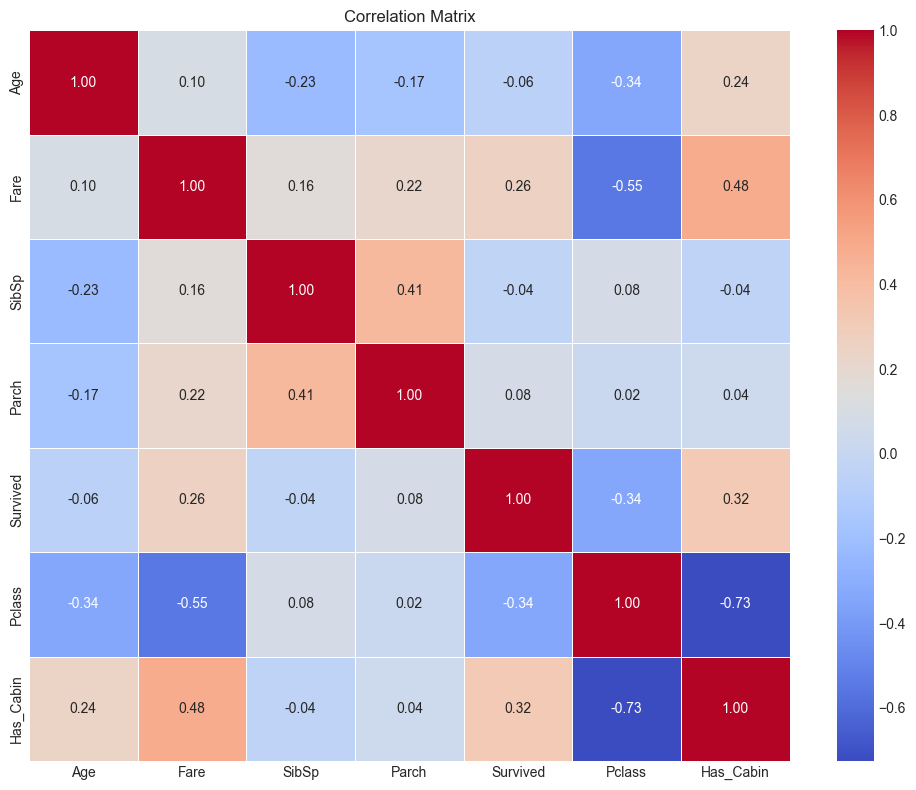 Correlation Matrix
Age 1.00 0.10 -0.23 -0.17 -0.06 -0.34 0.24
Fare 0.10 1.00 0.16 0.22 0.26 -0.55 0.48
SibSp -0.23 0.16 1.00 0.41 -0.04 0.08 -0.04
Parch -0.17 0.22 0.41 1.00 0.08 0.02 0.04
Survived -0.06 0.26 -0.04 0.08 1.00 -0.34 0.32
Pclass -0.34 -0.55 0.08 0.02 -0.34 1.00 -0.73
Has_Cabin 0.24 0.48 -0.04 0.04 0.32 -0.73 1.00
Age Fare SibSp Parch Survived Pclass Has_Cabin
1.0
0.8
0.6
0.4
0.2
0.0
−0.2
−0.4
−0.6